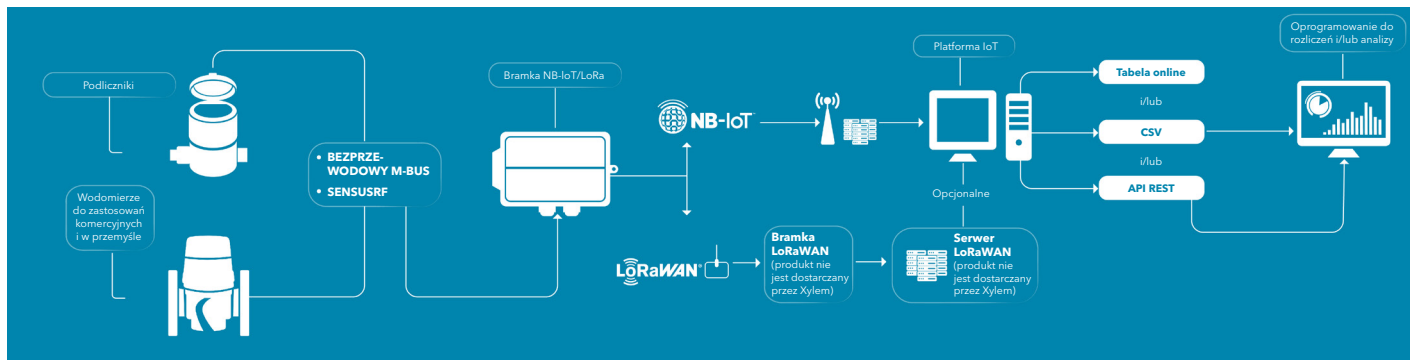 Podliczniki
Wodomierze
do zastosowań
komercyjnych
i w przemyśle
• BEZPRZE-
WODOWY M-BUS
• SENSUSRF
Bramka NB-IoT/LoRa
NB-IoT
LoRaWAN®
Bramka
LoRaWAN
(produkt nie
jest dostarczany
przez Xylem)
Platforma IoT
Opcjonalne
Serwer
LoRaWAN
(produkt nie
jest dostarczany
przez Xylem)
Tabela online
i/lub
CSV
i/lub
API REST
Oprogramowanie do
rozliczeń i/lub analizy